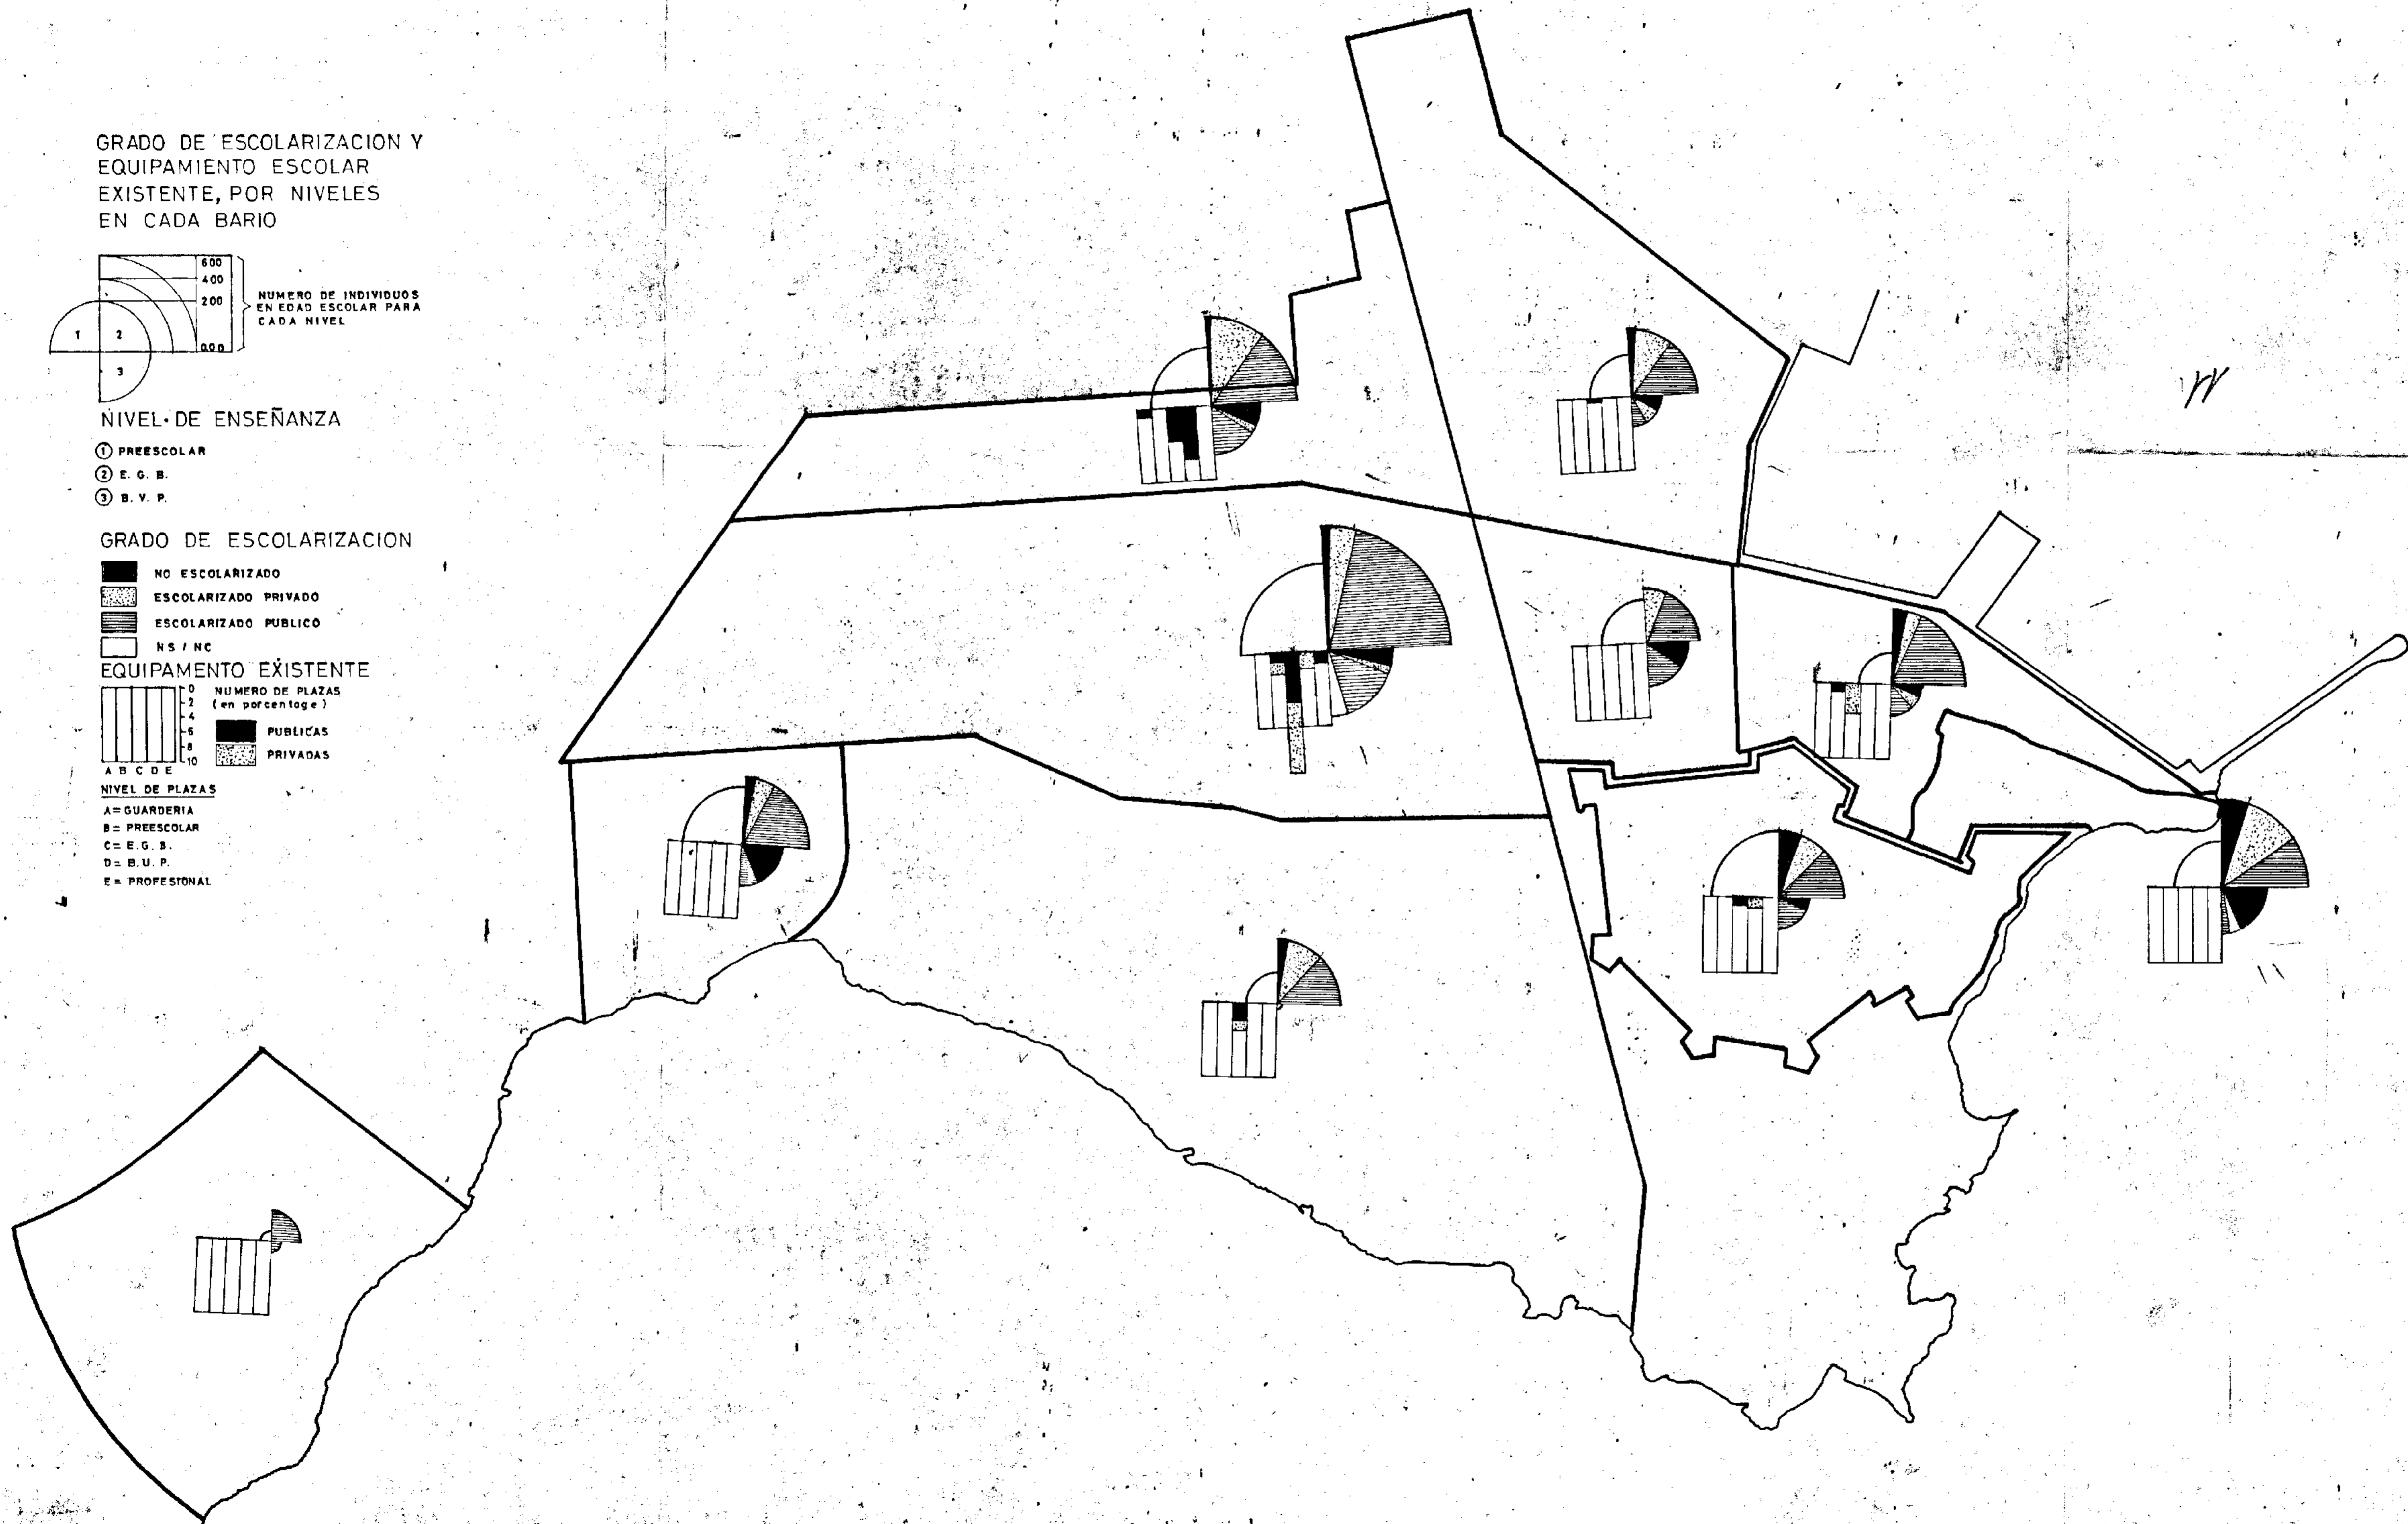 GRADO DE ESCOLARIZACION Y
EQUIPAMIENTO ESCOLAR
EXISTENTE, POR NIVELES
EN CADA BARIO
600
400
200
000
NUMERO DE INDIVIDUOS
EN EDAD ESCOLAR PARA
CADA NIVEL
1
2
3
NIVEL DE ENSEÑANZA
1 PREESCOLAR
2 E. G. B.
3 B. V. P.
GRADO DE ESCOLARIZACION
NO ESCOLARIZADO
ESCOLARIZADO PRIVADO
ESCOLARIZADO PUBLICO
NS / NC
EQUIPAMENTO EXISTENTE
0
2
4
6
8
10
NUMERO DE PLAZAS
(en porcentage)
PUBLICAS
PRIVADAS
A B C D E
NIVEL DE PLAZAS
A = GUARDERIA
B = PREESCOLAR
C = E.G.B.
D = B.U.P.
E = PROFESIONAL